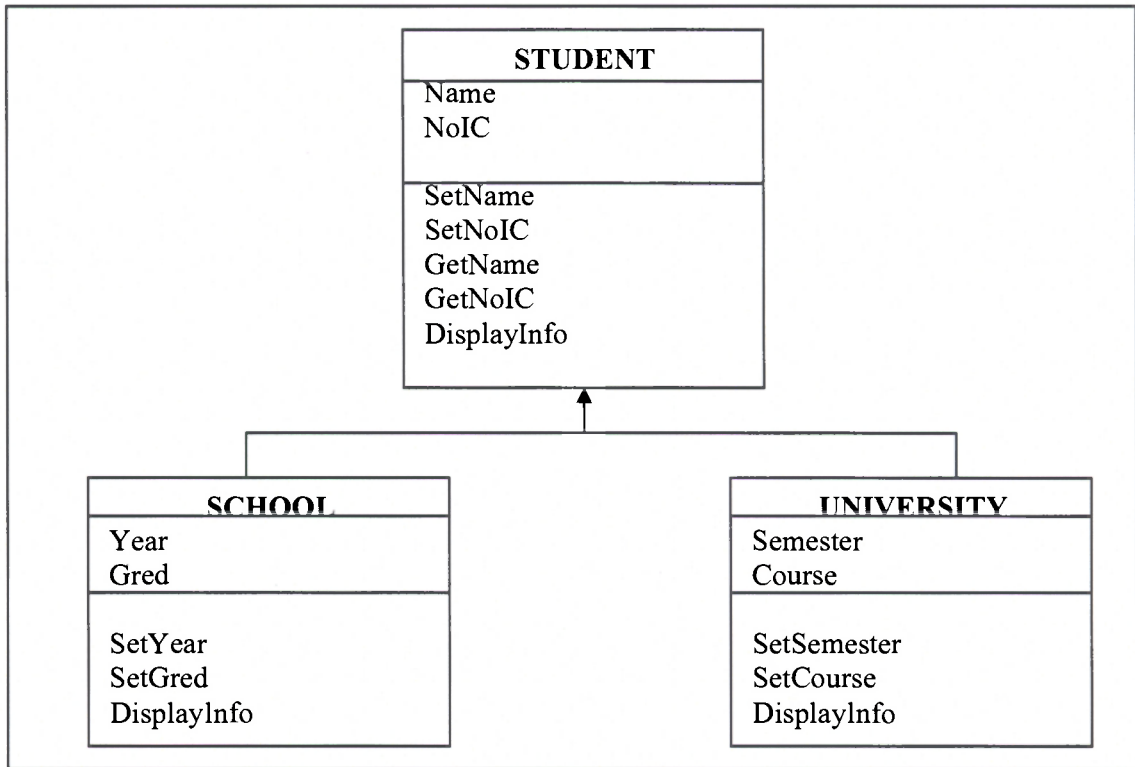 STUDENT
Name
NoIC
SetName
SetNoIC
GetName
GetNoIC
DisplayInfo
SCHOOL
Year
Gred
SetYear
SetGred
DisplayInfo
UNIVERSITY
Semester
Course
SetSemester
SetCourse
DisplayInfo